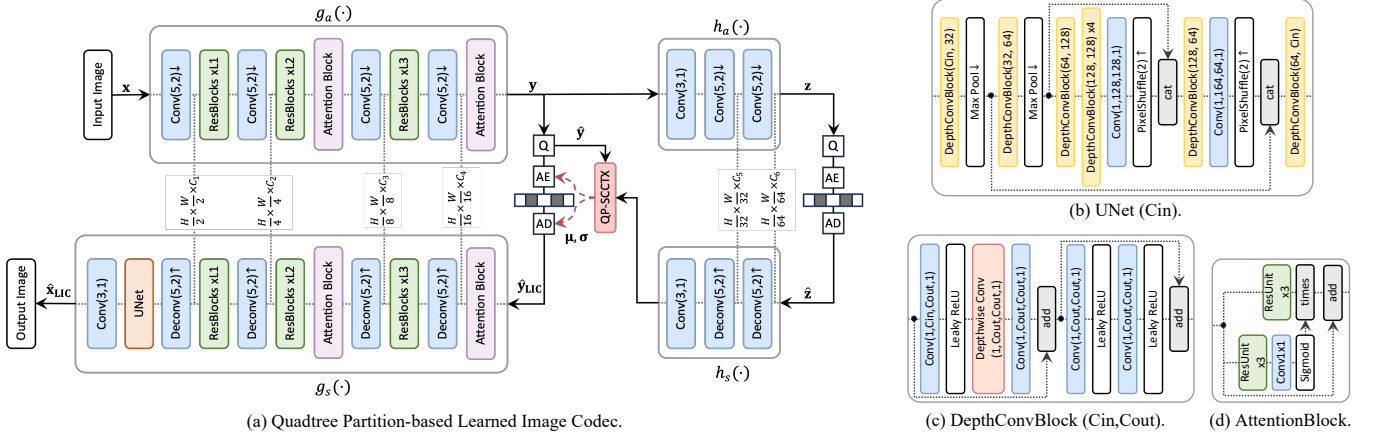 gₐ(·)
hₐ(·)
Input Image
x
Conv(5,2)↓
ResBlocks xL1
Conv(5,2)↓
ResBlocks xL2
Attention Block
Conv(5,2)↓
ResBlocks xL3
Conv(5,2)↓
Attention Block
y
Conv(3,1)
Conv(5,2)↓
Conv(5,2)↓
z
Q
ŷ
AE
AD
QP-SCCTX
μ, σ
Q
AE
AD
H/2 × W/2 ×C₁
H/4 × W/4 ×C₂
H/8 × W/8 ×C₃
H/16 × W/16 ×C₄
H/32 × W/32 ×C₅
H/64 × W/64 ×C₆
Output Image
x̂LIC
Conv(3,1)
UNet
Deconv(5,2)↑
ResBlocks xL1
Deconv(5,2)↑
ResBlocks xL2
Attention Block
Deconv(5,2)↑
ResBlocks xL3
Deconv(5,2)↑
Attention Block
ŷLIC
Conv(3,1)
Deconv(5,2)↑
Deconv(5,2)↑
ẑ
gₛ(·)
hₛ(·)
(a) Quadtree Partition-based Learned Image Codec.
DepthConvBlock(Cin, 32)
Max Pool↓
DepthConvBlock(32, 64)
Max Pool↓
DepthConvBlock(64, 128)
DepthConvBlock(128, 128) x4
Conv(1,128,128,1)
PixelShuffle(2) ↑
cat
DepthConvBlock(128, 64)
Conv(1,164,64,1)
PixelShuffle(2) ↑
cat
DepthConvBlock(64, Cin)
(b) UNet (Cin).
Conv(1,Cin,Cout,1)
Leaky ReLU
Depthwise Conv
(1,Cout,Cout,1)
Conv(1,Cout,Cout,1)
add
Conv(1,Cout,Cout,1)
Leaky ReLU
Conv(1,Cout,Cout,1)
Leaky ReLU
add
(c) DepthConvBlock (Cin,Cout).
ResUnit
x3
times
add
ResUnit
x3
Conv1x1
Sigmoid
(d) AttentionBlock.